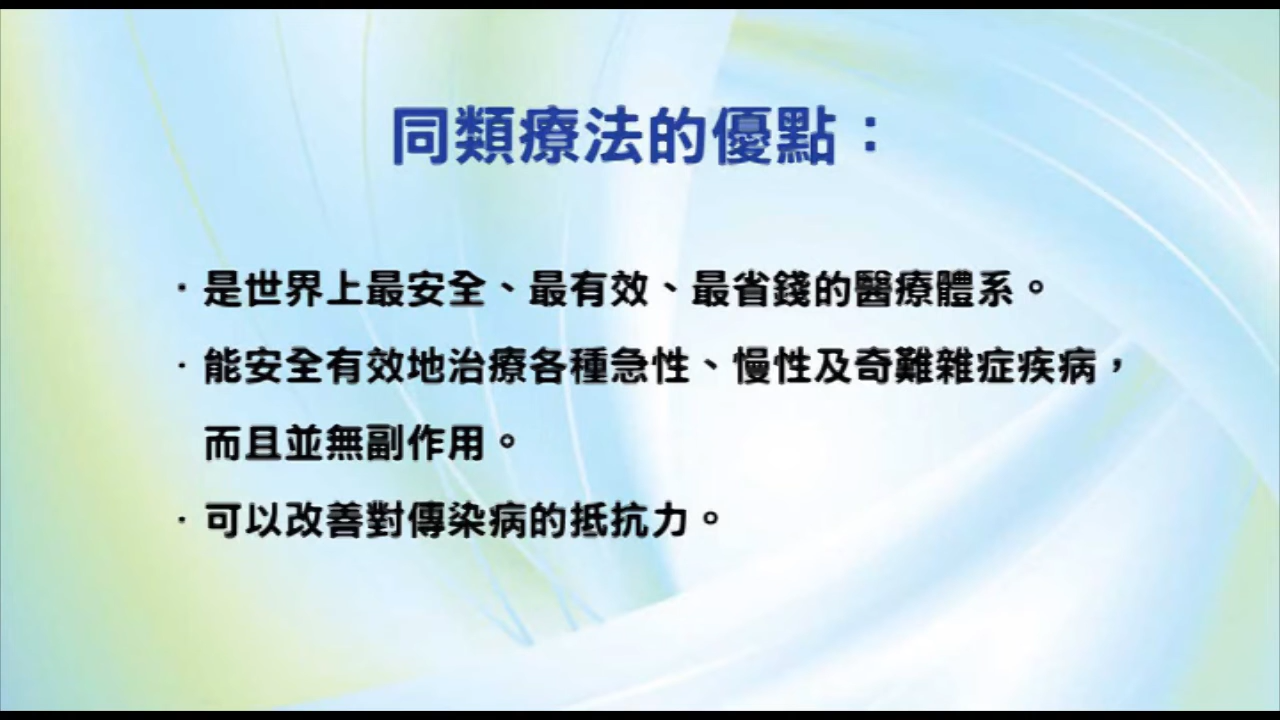 同類療法的優點：
·是世界上最安全、最有效、最省錢的醫療體系。
·能安全有效地治療各種急性、慢性及奇難雜症疾病，
而且並無副作用。
·可以改善對傳染病的抵抗力。